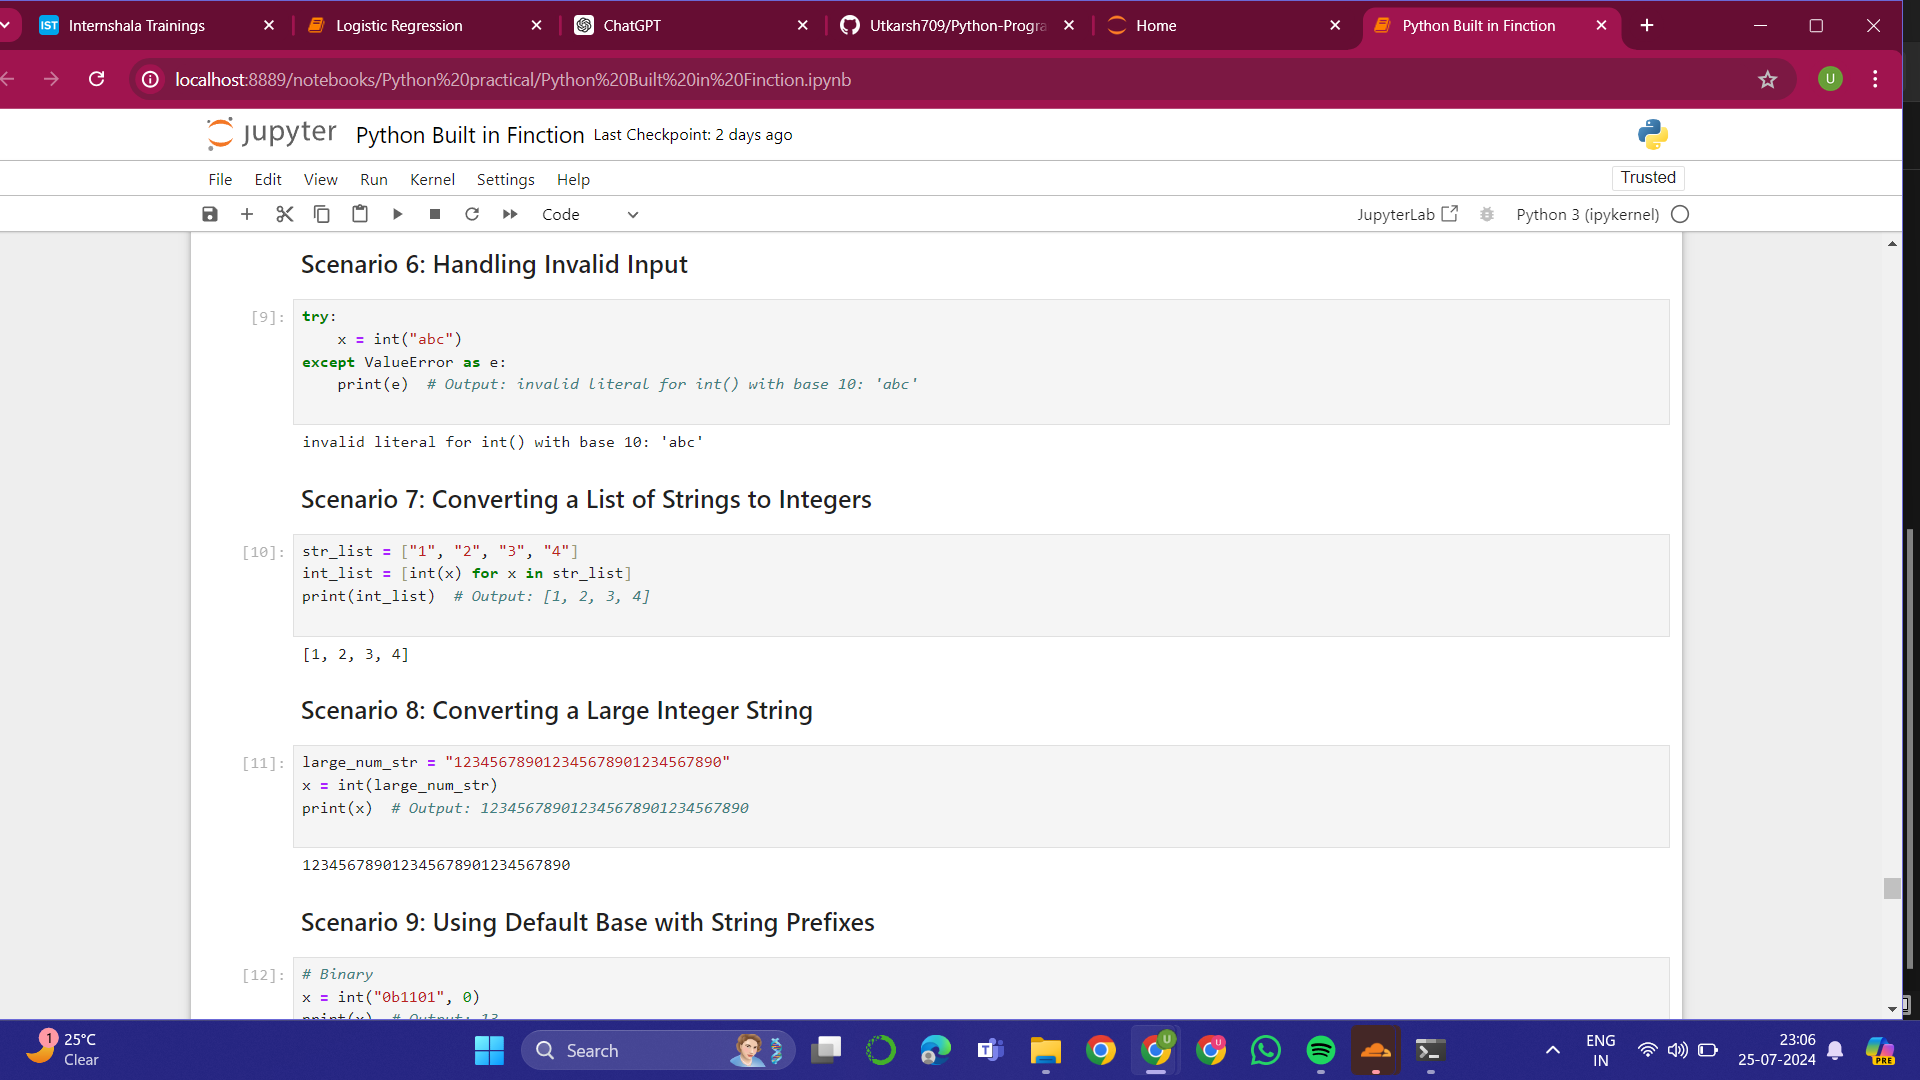 IST Internshala Trainings
Logistic Regression
ChatGPT
Utkarsh709/Python-Progra
Home
Python Built in Finction
localhost:8889/notebooks/Python%20practical/Python%20Built%20in%20Finction.ipynb
U
jupyter Python Built in Finction Last Checkpoint: 2 days ago
File Edit View Run Kernel Settings Help
Trusted
Code
JupyterLab
Python 3 (ipykernel)
Scenario 6: Handling Invalid Input
[9]: try:
    x = int("abc")
except ValueError as e:
    print(e)  # Output: invalid literal for int() with base 10: 'abc'
invalid literal for int() with base 10: 'abc'
Scenario 7: Converting a List of Strings to Integers
[10]: str_list = ["1", "2", "3", "4"]
int_list = [int(x) for x in str_list]
print(int_list)  # Output: [1, 2, 3, 4]
[1, 2, 3, 4]
Scenario 8: Converting a Large Integer String
[11]: large_num_str = "123456789012345678901234567890"
x = int(large_num_str)
print(x)  # Output: 123456789012345678901234567890
123456789012345678901234567890
Scenario 9: Using Default Base with String Prefixes
[12]: # Binary
x = int("0b1101", 0)
print(x)  # Output: 13
1
25°C
Clear
Search
U
U
ENG
IN
23:06
25-07-2024
PRE